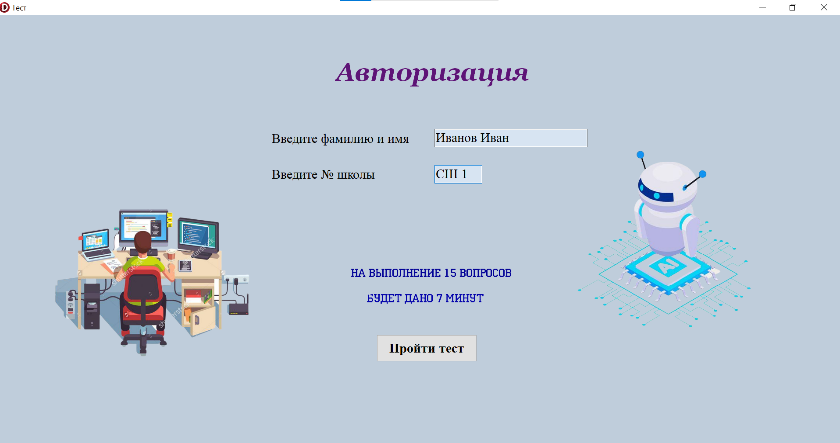 Тест
Авторизация
Введите фамилию и имя
Иванов Иван
Введите № школы
СШ 1
НА ВЫПОЛНЕНИЕ 15 ВОПРОСОВ
БУДЕТ ДАНО 7 МИНУТ
Пройти тест